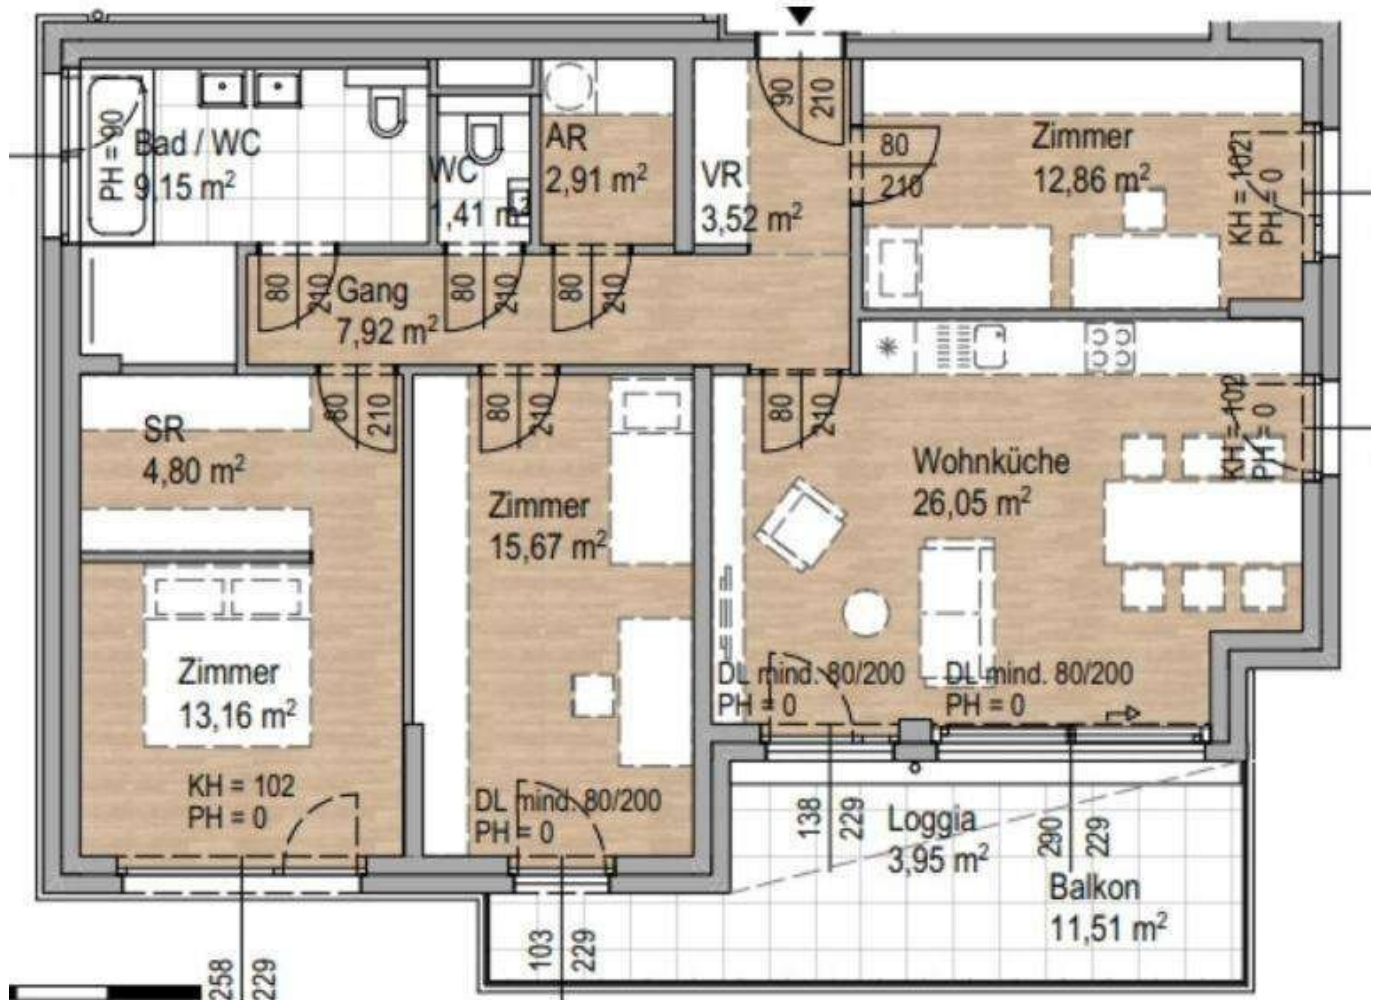 90
210
PH = 90
Bad / WC
9,15 m²
WC
1,41 m²
AR
2,91 m²
VR
3,52 m²
80
210
Zimmer
12,86 m²
KH = 102
PH = 0
80
210
80
210
80
210
Gang
7,92 m²
80
210
80
210
80
210
SR
4,80 m²
Zimmer
15,67 m²
Wohnküche
26,05 m²
KH = 102
PH = 0
Zimmer
13,16 m²
KH = 102
PH = 0
DL mind. 80/200
PH = 0
DL mind. 80/200
PH = 0
DL mind. 80/200
PH = 0
138
229
Loggia
3,95 m²
290
229
Balkon
11,51 m²
258
229
103
229